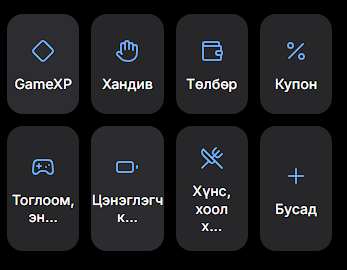 GameXP
Хандив
Төлбөр
Купон
Тоглоом,
эн...
Цэнэглэгч
к...
Хүнс,
хоол
х...
Бусад